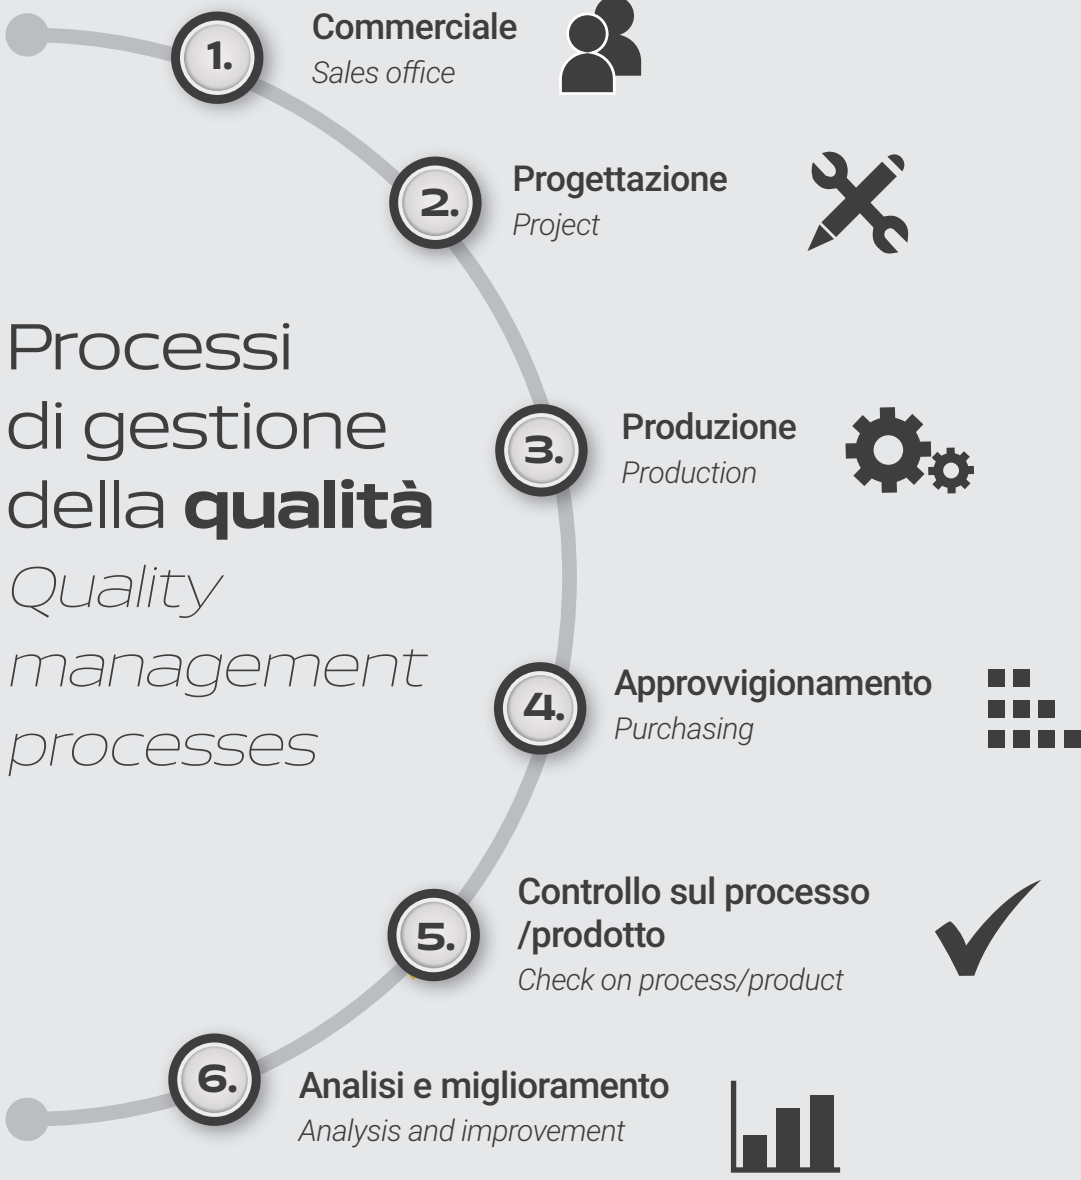 1.
Commerciale
Sales office
2.
Progettazione
Project
Processi
di gestione
della qualità
Quality
management
processes
3.
Produzione
Production
4.
Approvvigionamento
Purchasing
5.
Controllo sul processo
/prodotto
Check on process/product
6.
Analisi e miglioramento
Analysis and improvement